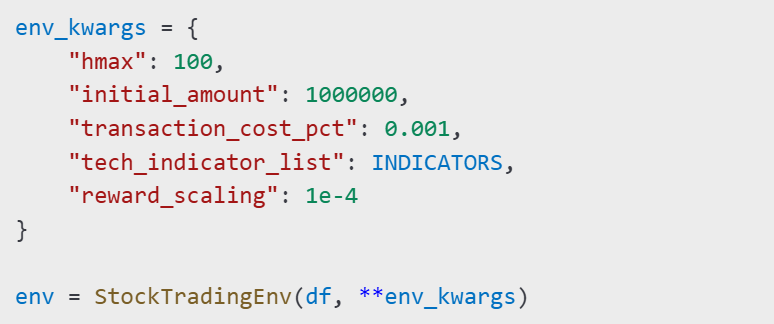 env_kwargs = {
    "hmax": 100,
    "initial_amount": 1000000,
    "transaction_cost_pct": 0.001,
    "tech_indicator_list": INDICATORS,
    "reward_scaling": 1e-4
}

env = StockTradingEnv(df, **env_kwargs)